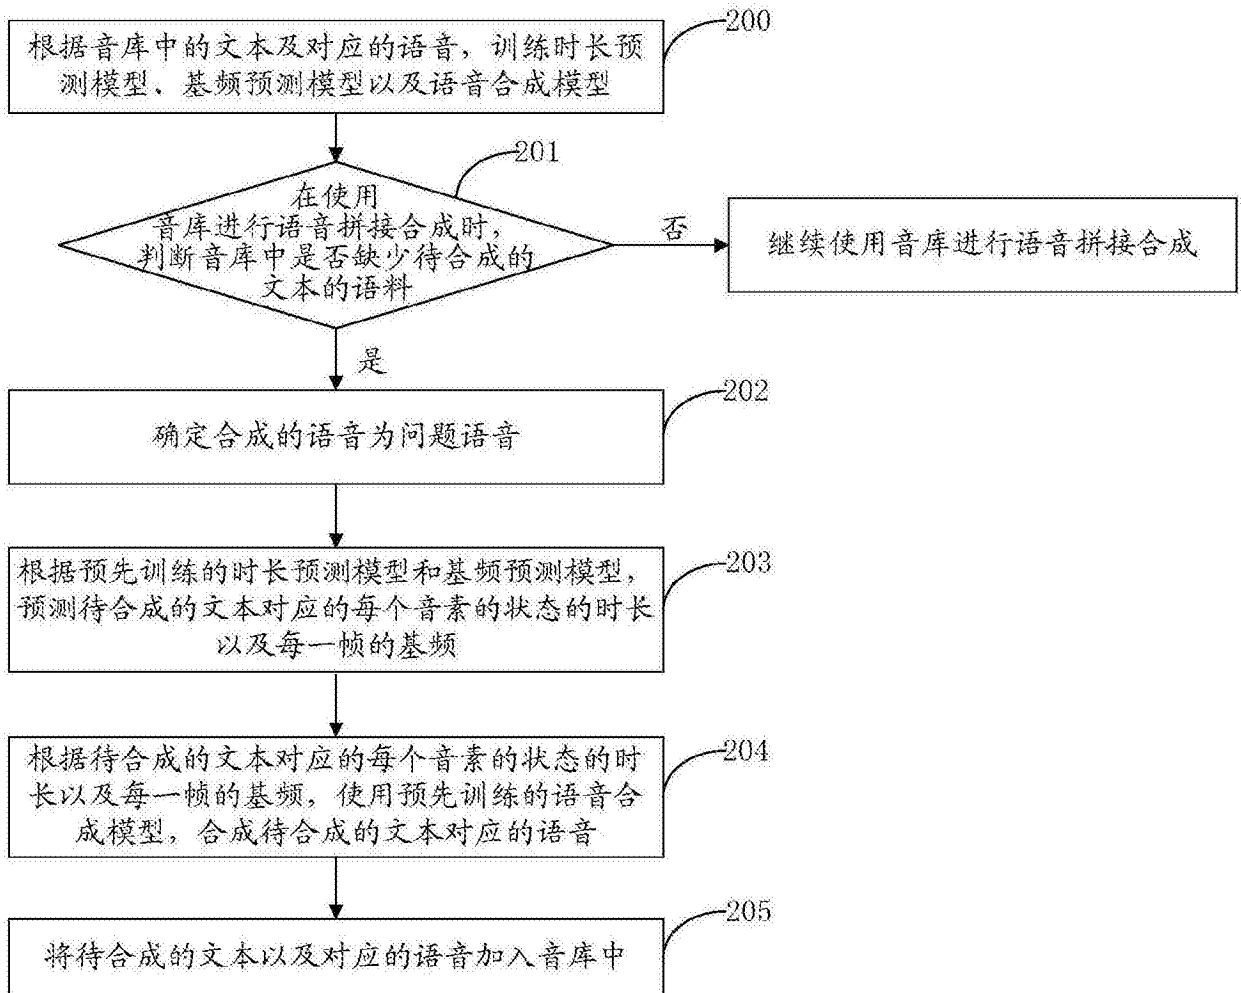 200
根据音库中的文本及对应的语音，训练时长预
测模型、基频预测模型以及语音合成模型
201
在使用
音库进行语音拼接合成时，
判断音库中是否缺少待合成的
文本的语料
否
继续使用音库进行语音拼接合成
是
202
确定合成的语音为问题语音
203
根据预先训练的时长预测模型和基频预测模型，
预测待合成的文本对应的每个音素的状态的时长
以及每一帧的基频
204
根据待合成的文本对应的每个音素的状态的时
长以及每一帧的基频，使用预先训练的语音合
成模型，合成待合成的文本对应的语音
205
将待合成的文本以及对应的语音加入音库中